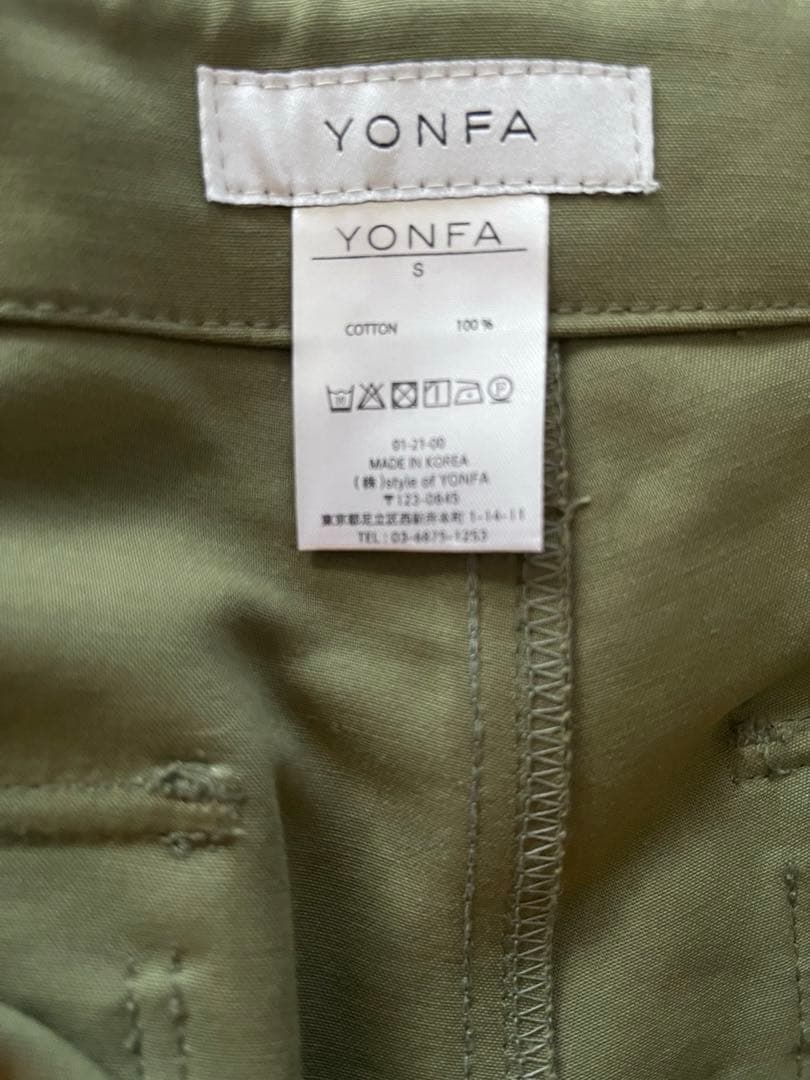 YONFA
YONFA
S
COTTON 100 %
P
01-21-00
MADE IN KOREA
(株)style of YONFA
〒123-0845
東京都足立区西新井本町 1-14-11
TEL : 03-6875-1253